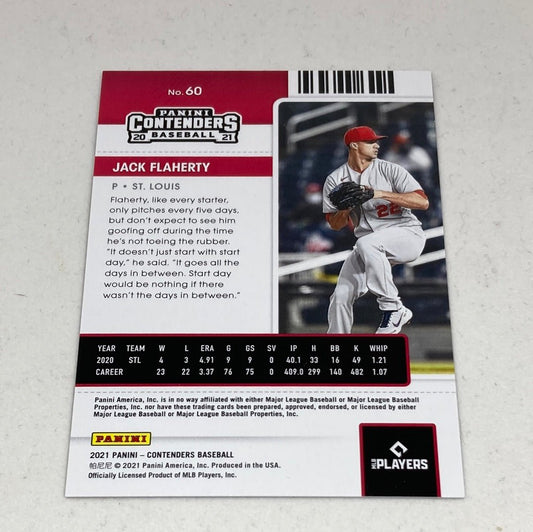 No. 60
PANINI
CONTENDERS
20 BASEBALL 21
JACK FLAHERTY
P • ST. LOUIS
Flaherty, like every starter,
only pitches every five days,
but don't expect to see him
goofing off during the time
he's not toeing the rubber.
"It doesn't just start with start
day," he said. "It goes all the
days in between. Start day
would be nothing if there
wasn't the days in between."
22
YEAR TEAM W L ERA G GS SV IP H BB K WHIP
2020 STL 4 3 4.91 9 9 0 40.1 33 16 49 1.21
CAREER 23 22 3.37 76 75 0 409.0 299 140 482 1.07
Panini America, Inc. is in no way affiliated with either Major League Baseball or Major League Baseball
Properties, Inc. nor have these trading cards been prepared, approved, endorsed, or licensed by either
Major League Baseball or Major League Baseball Properties, Inc.
PANINI
2021 PANINI – CONTENDERS BASEBALL
帕尼尼 © 2021 Panini America, Inc. Produced in the USA.
Officially Licensed Product of MLB Players, Inc.
MLB PLAYERS